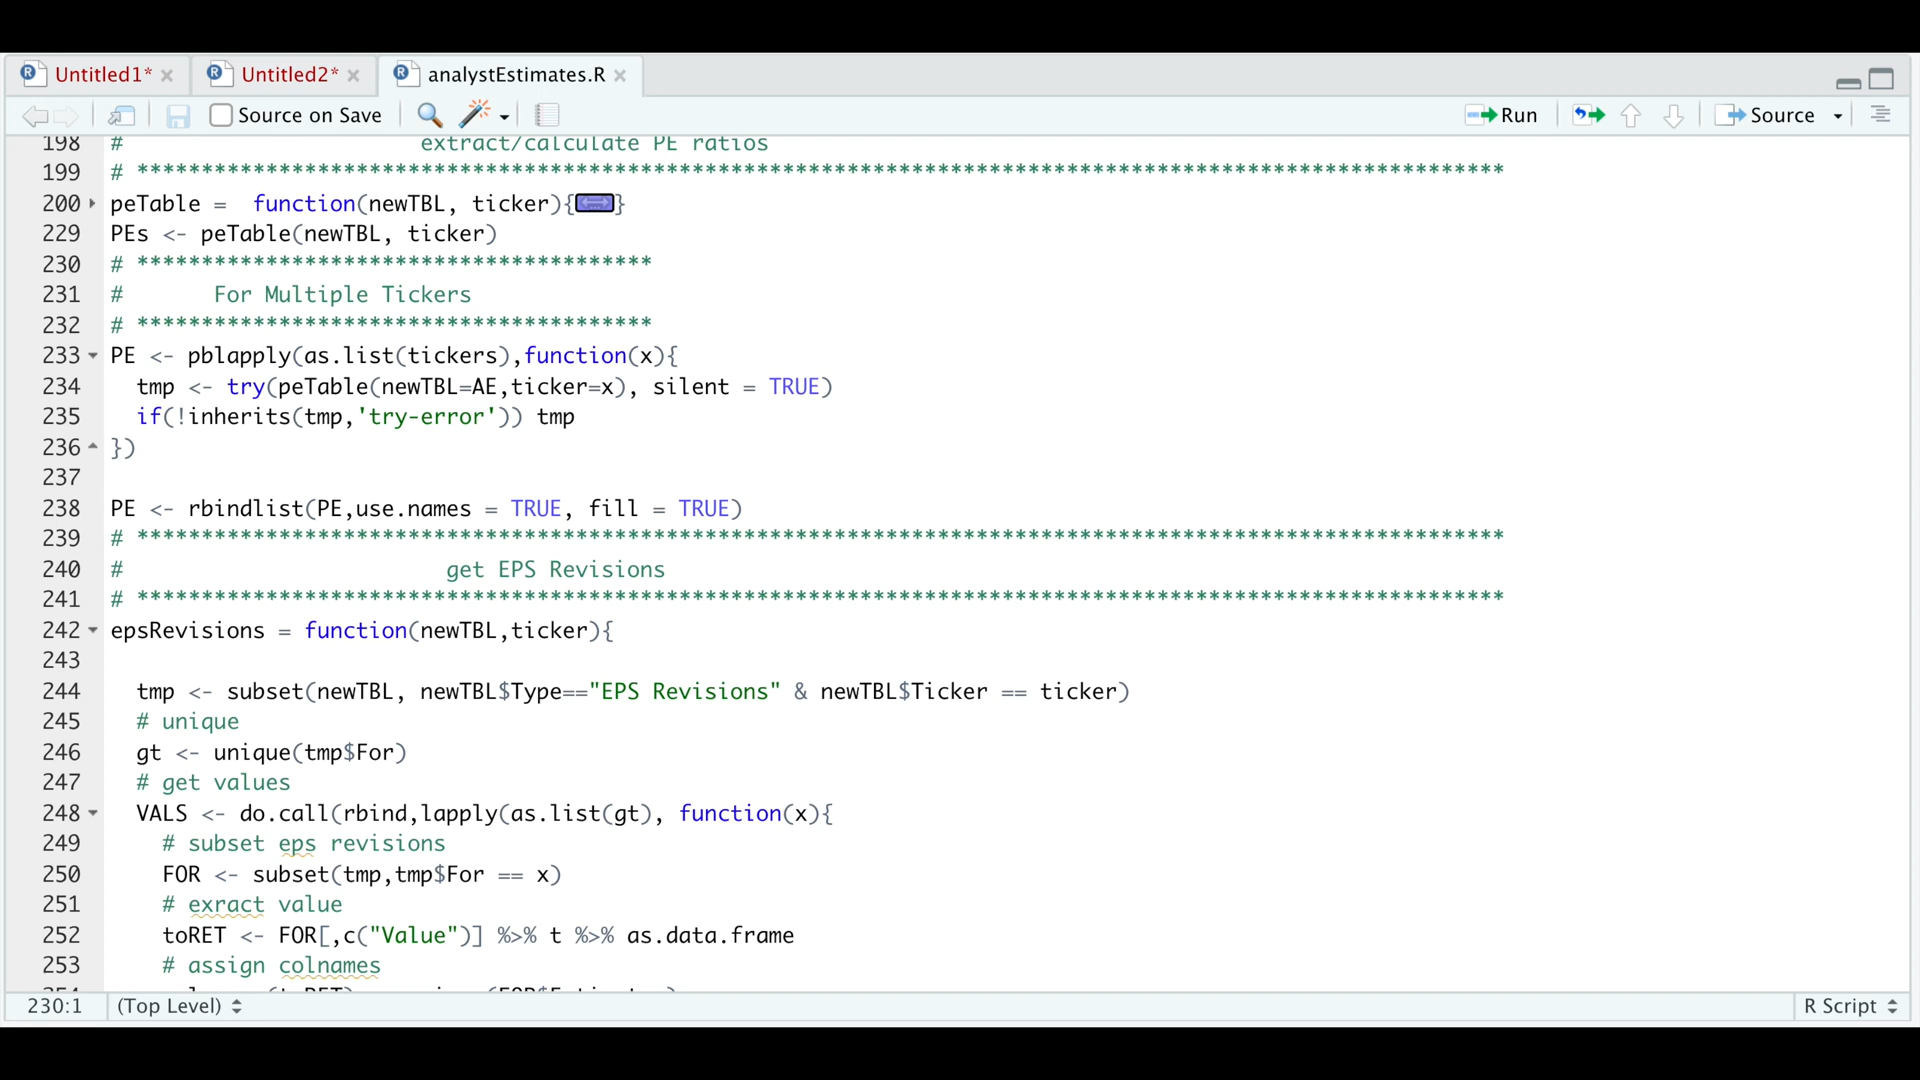 Untitled1* × Untitled2* × analystEstimates.R ×
Source on Save Run Source
198 # extract/calculate PE ratios
199 # **********************************************************************************************************
200 peTable = function(newTBL, ticker){}
229 PEs <- peTable(newTBL, ticker)
230 # ****************************************
231 # For Multiple Tickers
232 # ****************************************
233 PE <- pblapply(as.list(tickers),function(x){
234 tmp <- try(peTable(newTBL=AE,ticker=x), silent = TRUE)
235 if(!inherits(tmp,'try-error')) tmp
236 })
237
238 PE <- rbindlist(PE,use.names = TRUE, fill = TRUE)
239 # **********************************************************************************************************
240 # get EPS Revisions
241 # **********************************************************************************************************
242 epsRevisions = function(newTBL,ticker){
243
244 tmp <- subset(newTBL, newTBL$Type=="EPS Revisions" & newTBL$Ticker == ticker)
245 # unique
246 gt <- unique(tmp$For)
247 # get values
248 VALS <- do.call(rbind,lapply(as.list(gt), function(x){
249 # subset eps revisions
250 FOR <- subset(tmp,tmp$For == x)
251 # exract value
252 toRET <- FOR[,c("Value")] %>% t %>% as.data.frame
253 # assign colnames
230:1 (Top Level) R Script